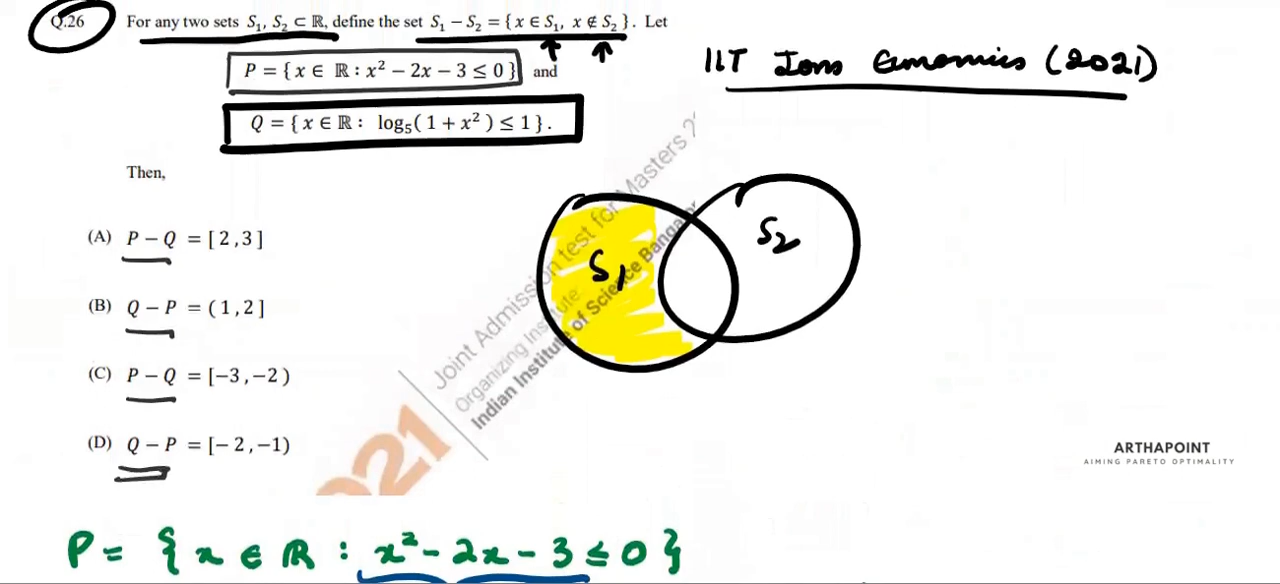 Q.26 For any two sets S₁, S₂ ⊂ ℝ, define the set S₁ − S₂ = { x ∈ S₁, x ∉ S₂ }. Let
P = { x ∈ ℝ : x² − 2x − 3 ≤ 0 } and
IIT Jam Economics (2021)
Q = { x ∈ ℝ : log₅( 1 + x² ) ≤ 1 }.
Then,
(A) P − Q = [ 2 ,3 ]
(B) Q − P = ( 1, 2 ]
(C) P − Q = [−3 ,−2 )
(D) Q − P = [− 2 ,−1)
S₁
S₂
Joint Admission test for Masters 2
Organizing Institute
Indian Institute of Science Bangalor
2021
ARTHAPOINT
AIMING PARETO OPTIMALITY
P = { x ∈ ℝ : x² − 2x − 3 ≤ 0 }